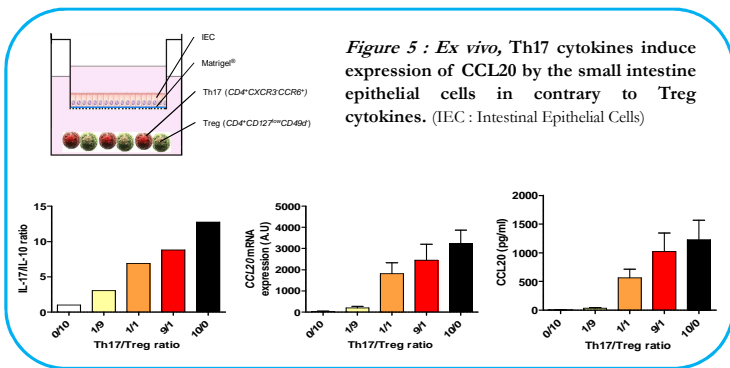 IEC
Matrigel®
Th17 (CD4+CXCR3-CCR6+)
Treg (CD4+CD127lowCD49d-)
Figure 5 : Ex vivo, Th17 cytokines induce
expression of CCL20 by the small intestine
epithelial cells in contrary to Treg
cytokines. (IEC : Intestinal Epithelial Cells)
IL-17/IL-10 ratio
15
10
5
0
0/10
1/9
1/1
9/1
10/0
Th17/Treg ratio
CCL20 mRNA
expression (A.U)
5000
4000
3000
2000
1000
0
0/10
1/9
1/1
9/1
10/0
Th17/Treg ratio
CCL20 (pg/ml)
2000
1500
1000
500
0
0/10
1/9
1/1
9/1
10/0
Th17/Treg ratio